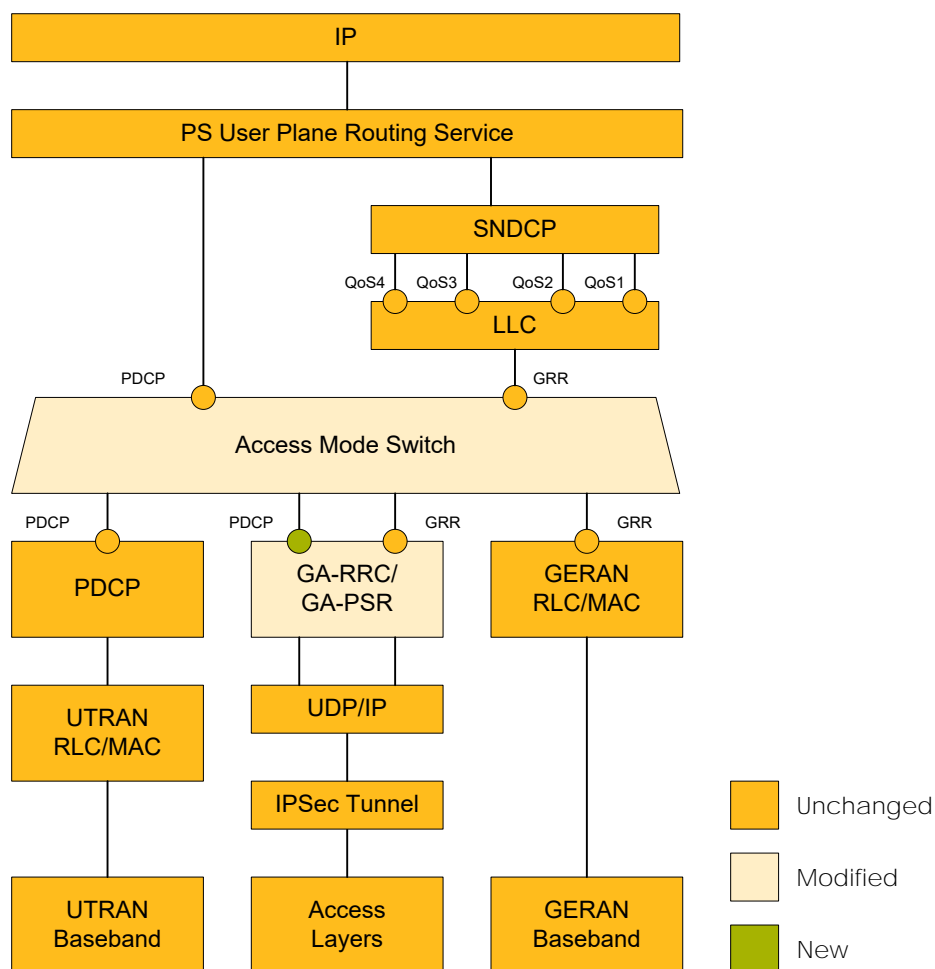 IP
PS User Plane Routing Service
SNDCP
QoS4 QoS3 QoS2 QoS1
LLC
PDCP GRR
Access Mode Switch
PDCP PDCP GRR GRR
PDCP
GA-RRC/
GA-PSR
GERAN
RLC/MAC
UTRAN
RLC/MAC
UDP/IP
IPSec Tunnel
UTRAN
Baseband
Access
Layers
GERAN
Baseband
Unchanged
Modified
New